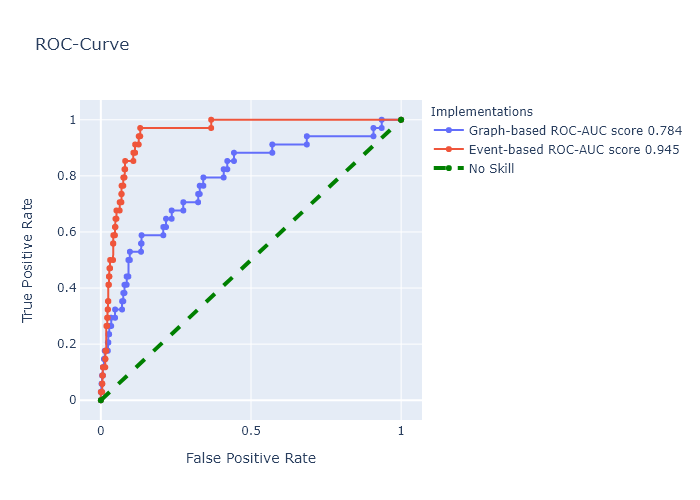 ROC-Curve
Implementations
Graph-based ROC-AUC score 0.784
Event-based ROC-AUC score 0.945
No Skill
True Positive Rate
1
0.8
0.6
0.4
0.2
0
0
0.5
1
False Positive Rate